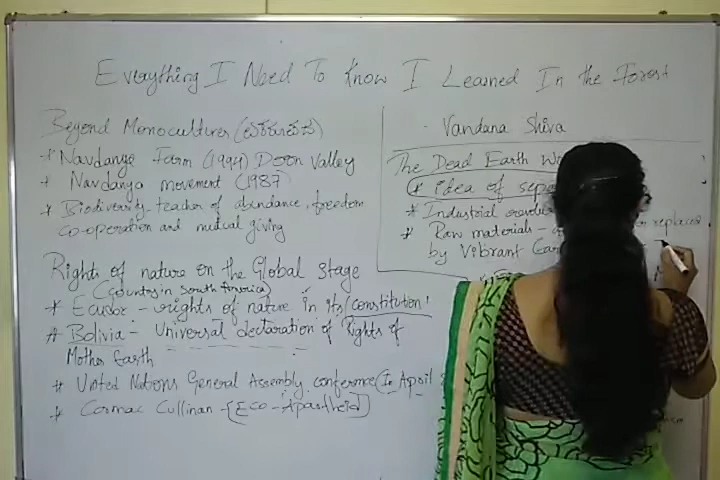 Everything I Need To Know I Learned In the Forest
- Vandana Shiva
Beyond Monocultures
* Navdanya Farm (1994) Doon Valley
* Navdanya movement (1987)
* Biodiversity - teacher of abundance, freedom
co-operation and mutual giving
Rights of nature on the Global Stage
(Country in South America)
* Ecudor - rights of nature in its 'constitution'
* Bolivia - Universal declaration of Rights of
Mother Earth
* United Nations General Assembly conference (In April
* Cormac Cullinan - [Eco - Apartheid]
The Dead Earth
* idea of
* Industrial
* Raw materials - replaced
by Vibrant